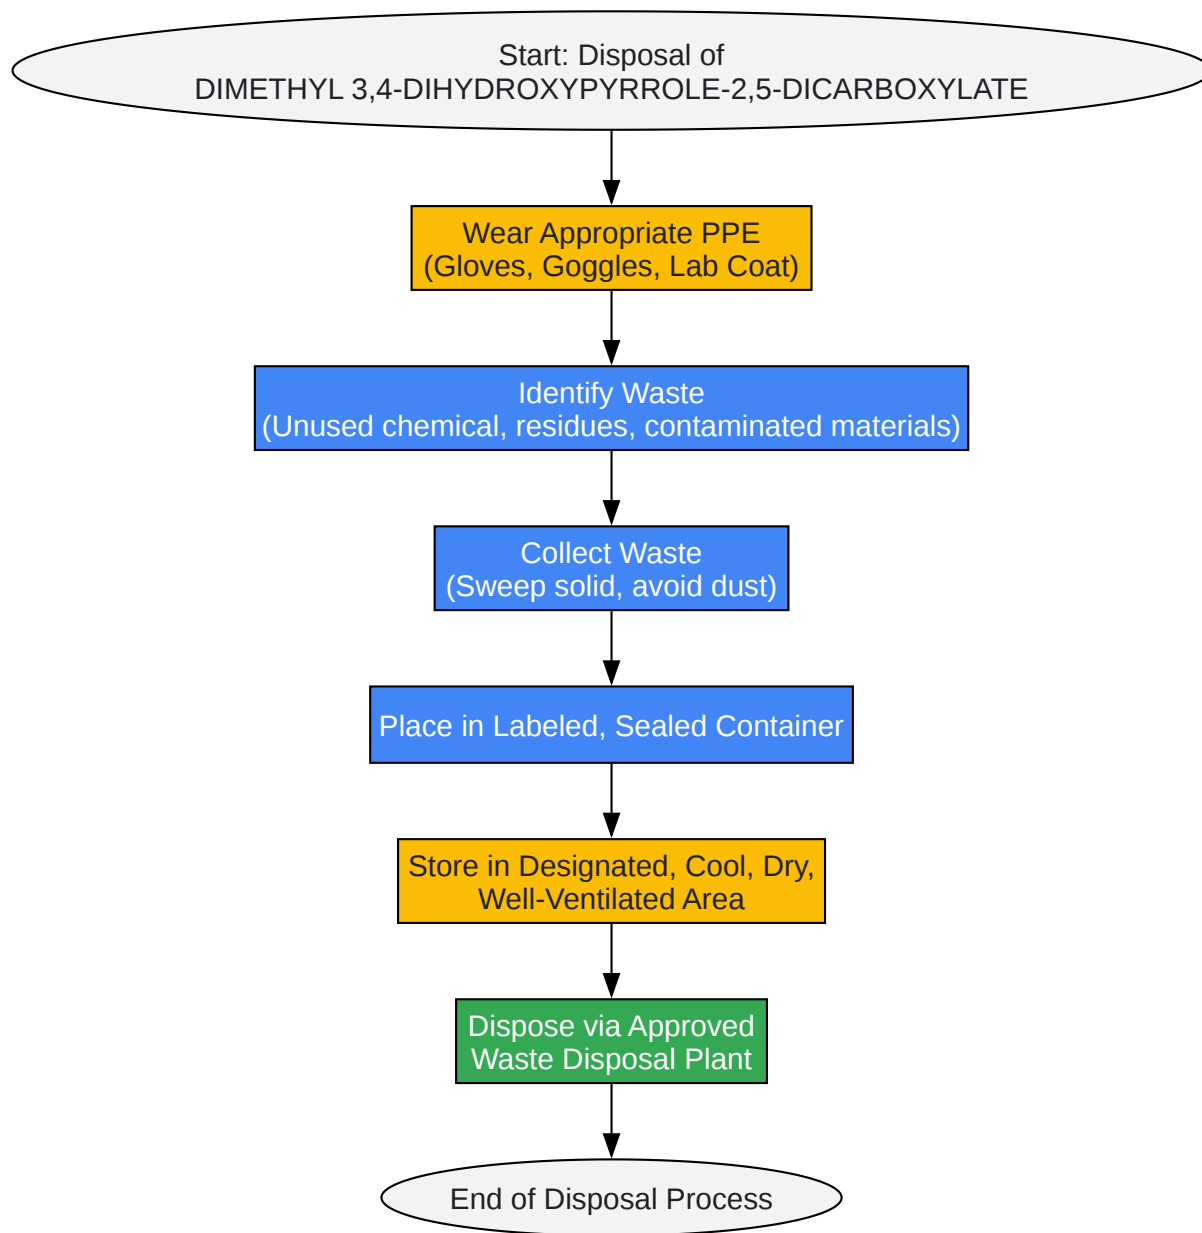 Start: Disposal of
DIMETHYL 3,4-DIHYDROXYPYRROLE-2,5-DICARBOXYLATE
Wear Appropriate PPE
(Gloves, Goggles, Lab Coat)
Identify Waste
(Unused chemical, residues, contaminated materials)
Collect Waste
(Sweep solid, avoid dust)
Place in Labeled, Sealed Container
Store in Designated, Cool, Dry,
Well-Ventilated Area
Dispose via Approved
Waste Disposal Plant
End of Disposal Process